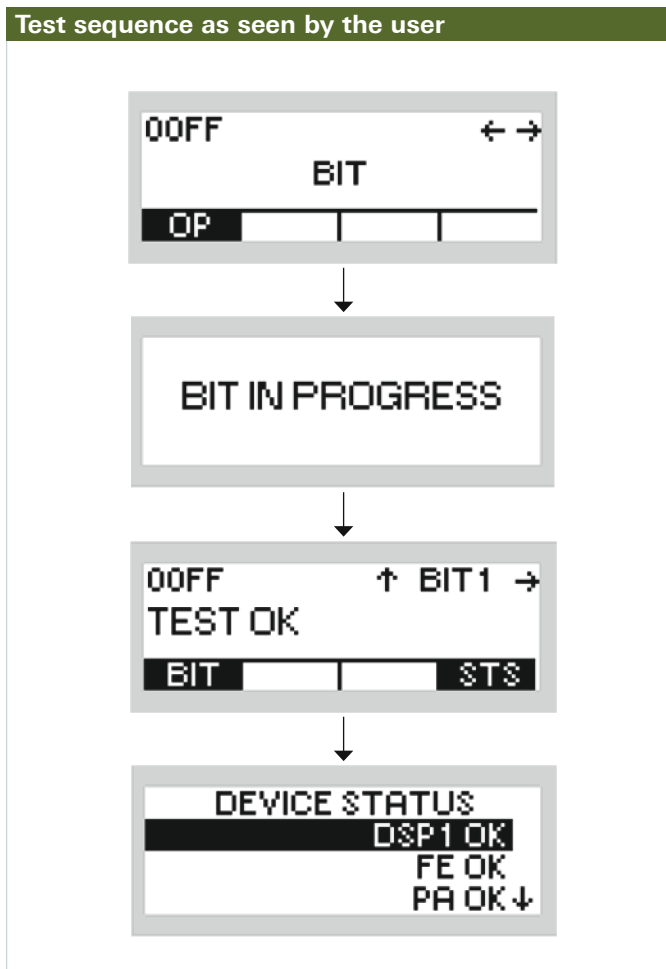 Test sequence as seen by the user
00FF ← →
BIT
OP
BIT IN PROGRESS
00FF ↑ BIT1 →
TEST OK
BIT STS
DEVICE STATUS
DSP1 OK
FE OK
PA OK ↓